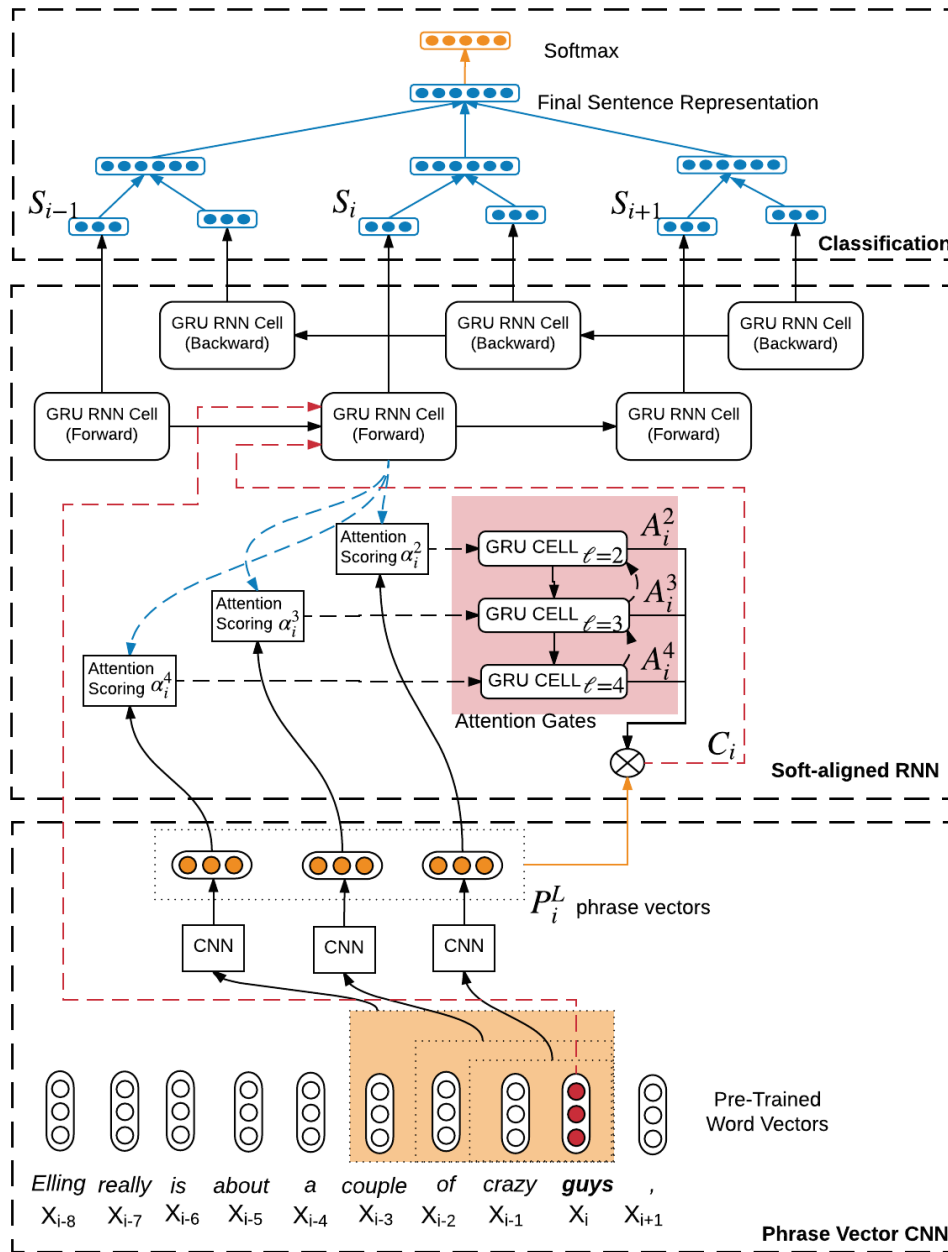 Softmax
Final Sentence Representation
S_{i-1}
S_i
S_{i+1}
Classification
GRU RNN Cell
(Backward)
GRU RNN Cell
(Backward)
GRU RNN Cell
(Backward)
GRU RNN Cell
(Forward)
GRU RNN Cell
(Forward)
GRU RNN Cell
(Forward)
Attention
Scoring α_i^2
GRU CELL ℓ=2
A_i^2
Attention
Scoring α_i^3
GRU CELL ℓ=3
A_i^3
Attention
Scoring α_i^4
GRU CELL ℓ=4
A_i^4
Attention Gates
C_i
Soft-aligned RNN
P_i^L phrase vectors
CNN
CNN
CNN
Pre-Trained
Word Vectors
Elling really is about a couple of crazy guys ,
X_{i-8} X_{i-7} X_{i-6} X_{i-5} X_{i-4} X_{i-3} X_{i-2} X_{i-1} X_i X_{i+1}
Phrase Vector CNN